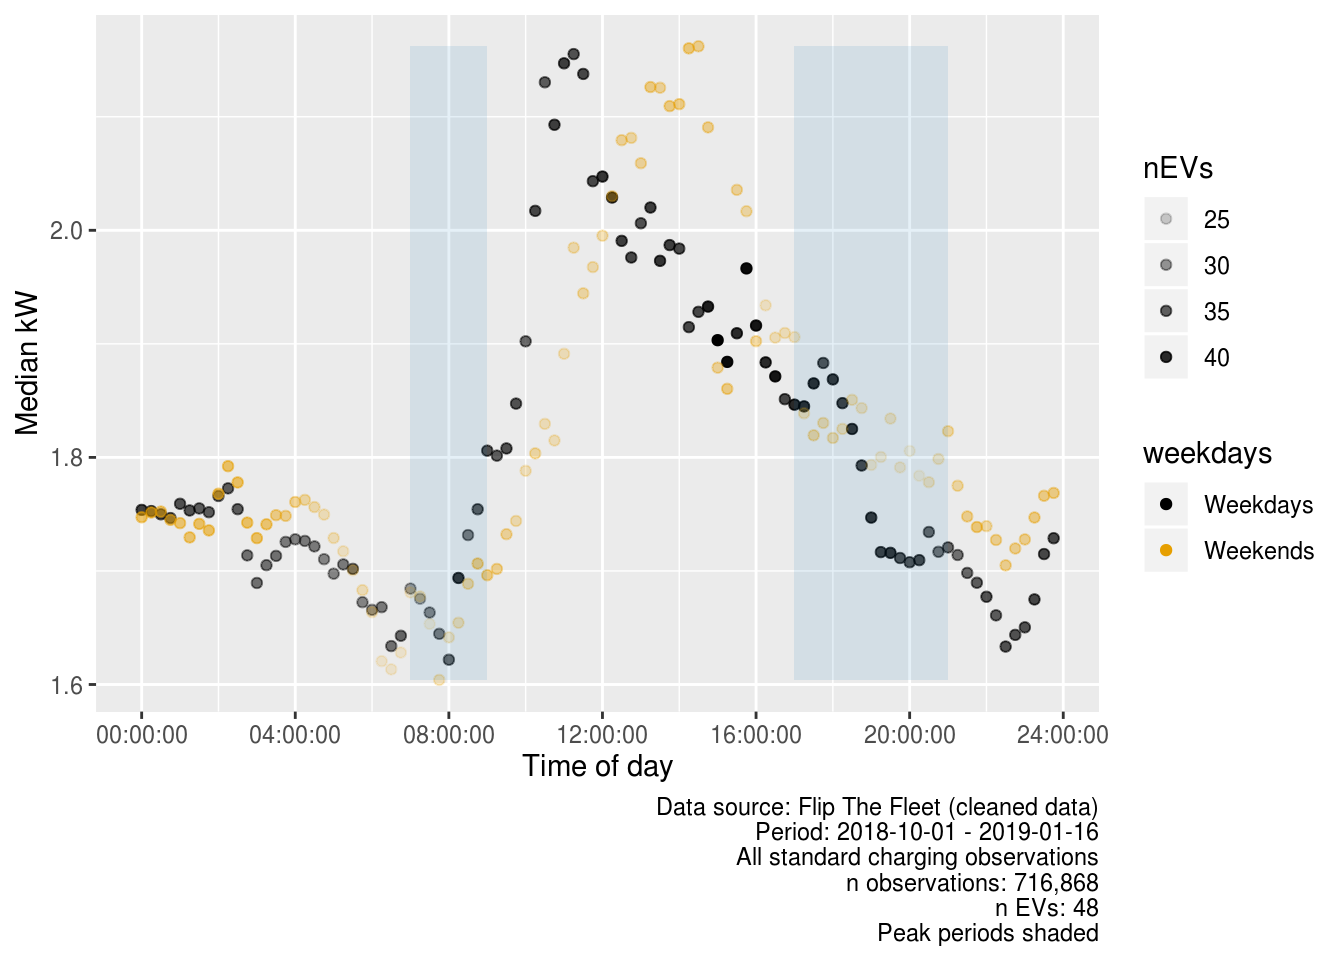 2.0
1.8
1.6
Median kW
00:00:00 04:00:00 08:00:00 12:00:00 16:00:00 20:00:00 24:00:00
Time of day
nEVs
25
30
35
40
weekdays
Weekdays
Weekends
Data source: Flip The Fleet (cleaned data)
Period: 2018-10-01 - 2019-01-16
All standard charging observations
n observations: 716,868
n EVs: 48
Peak periods shaded